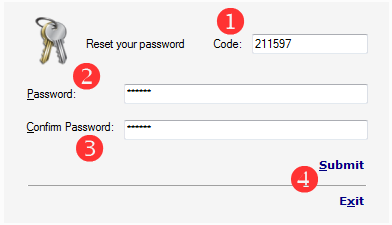 1
Reset your password Code: 211597
2
Password: ******
Confirm Password: ******
3
Submit
4
Exit